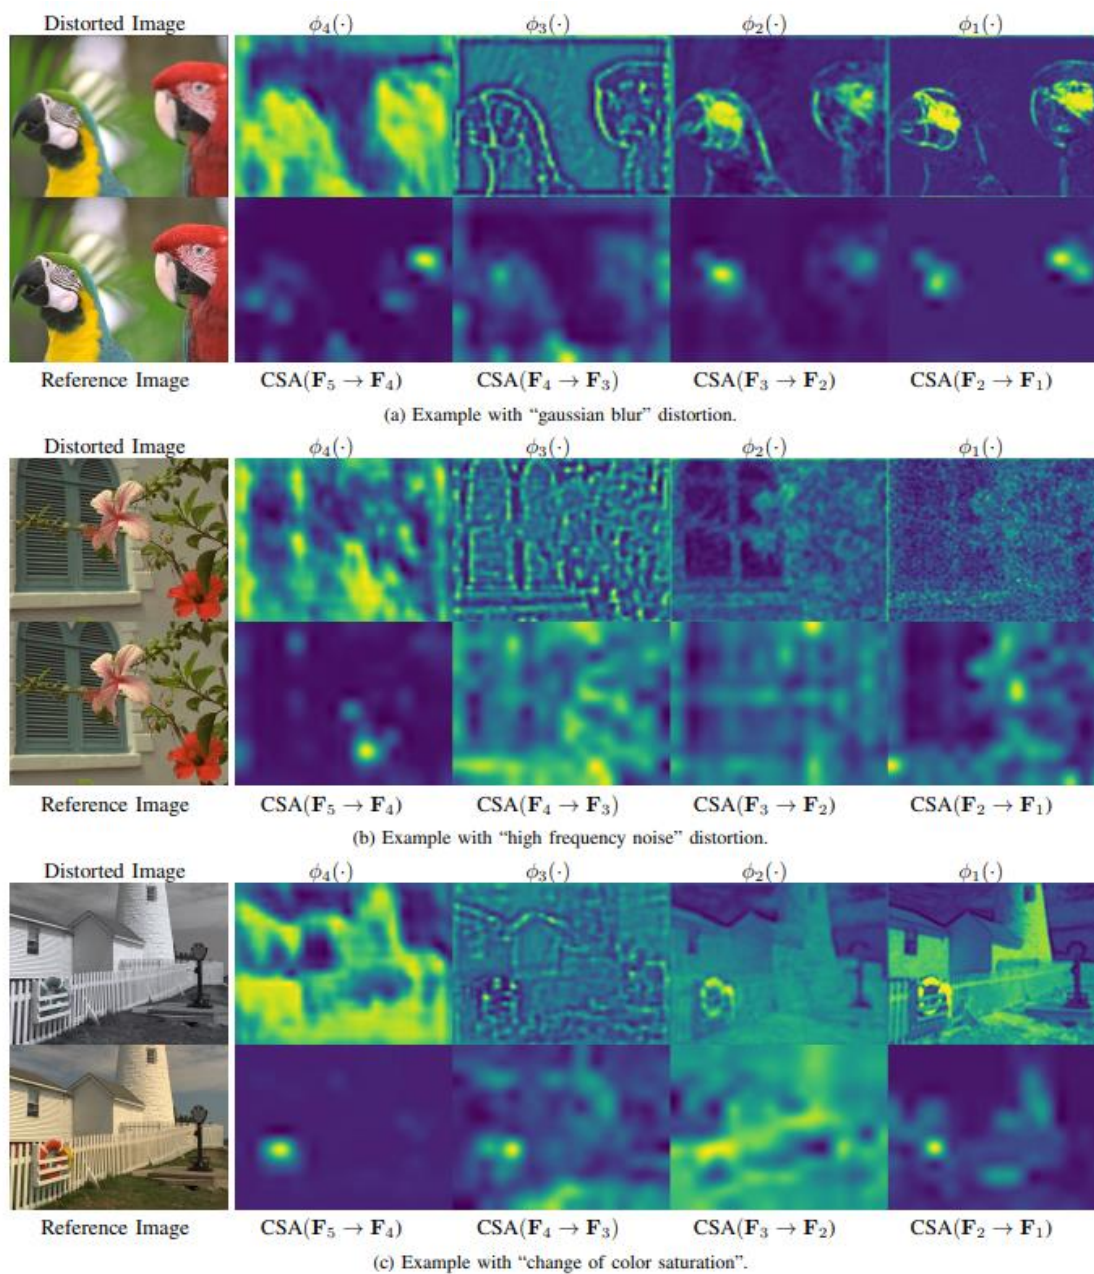 Distorted Image ϕ₄(·) ϕ₃(·) ϕ₂(·) ϕ₁(·)
Reference Image CSA(F₅ → F₄) CSA(F₄ → F₃) CSA(F₃ → F₂) CSA(F₂ → F₁)
(a) Example with “gaussian blur” distortion.
Distorted Image ϕ₄(·) ϕ₃(·) ϕ₂(·) ϕ₁(·)
Reference Image CSA(F₅ → F₄) CSA(F₄ → F₃) CSA(F₃ → F₂) CSA(F₂ → F₁)
(b) Example with “high frequency noise” distortion.
Distorted Image ϕ₄(·) ϕ₃(·) ϕ₂(·) ϕ₁(·)
Reference Image CSA(F₅ → F₄) CSA(F₄ → F₃) CSA(F₃ → F₂) CSA(F₂ → F₁)
(c) Example with “change of color saturation”.